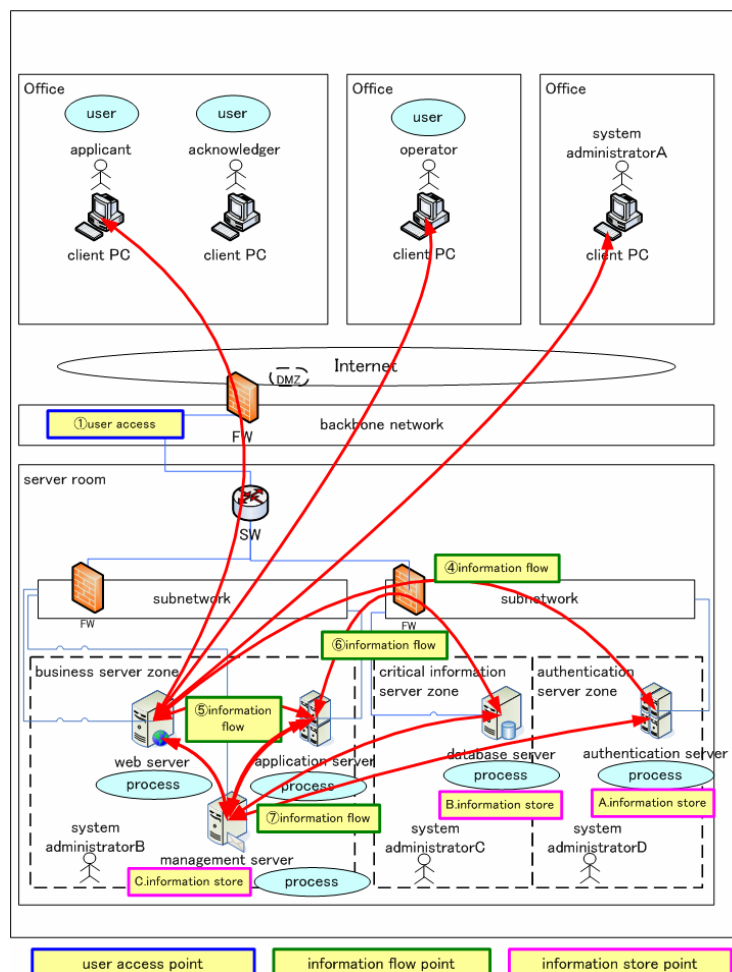 Office
user
user
applicant
acknowledger
client PC
client PC
Office
user
operator
client PC
Office
system
administratorA
client PC
Internet
DMZ
①user access
FW
backbone network
server room
SW
④information flow
FW
subnetwork
FW
subnetwork
⑥information flow
business server zone
critical information
server zone
authentication
server zone
⑤information
flow
web server
application server
database server
authentication server
process
process
process
process
B.information store
A.information store
⑦information flow
system
administratorB
management server
system
administratorC
system
administratorD
C.information store
process
user access point
information flow point
information store point